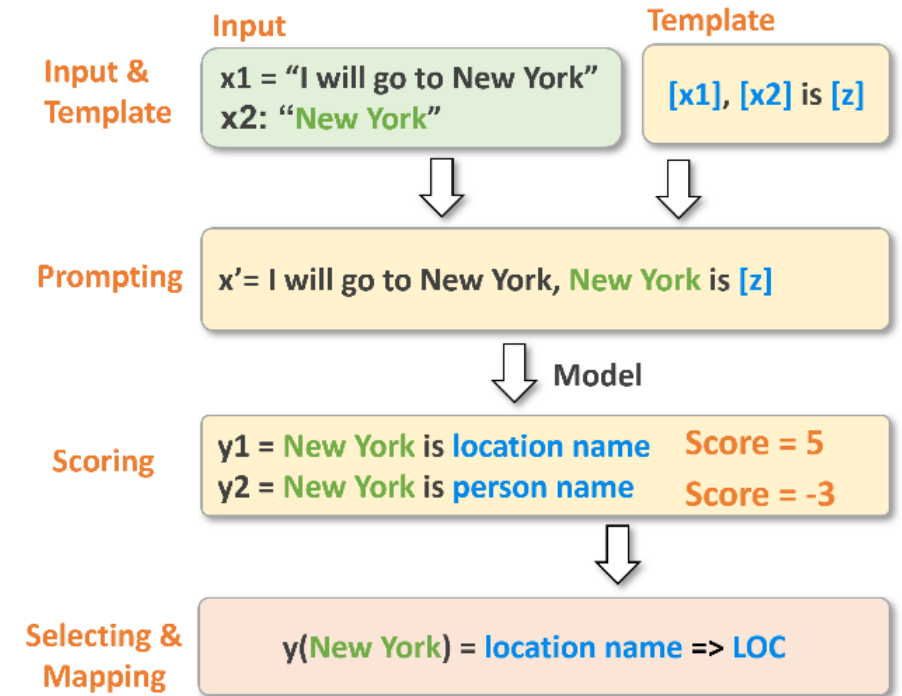 Input
Template
Input &
Template
x1 = “I will go to New York”
x2: “New York”
[x1], [x2] is [z]
Prompting
x’= I will go to New York, New York is [z]
Model
Scoring
y1 = New York is location name Score = 5
y2 = New York is person name Score = -3
Selecting &
Mapping
y(New York) = location name => LOC